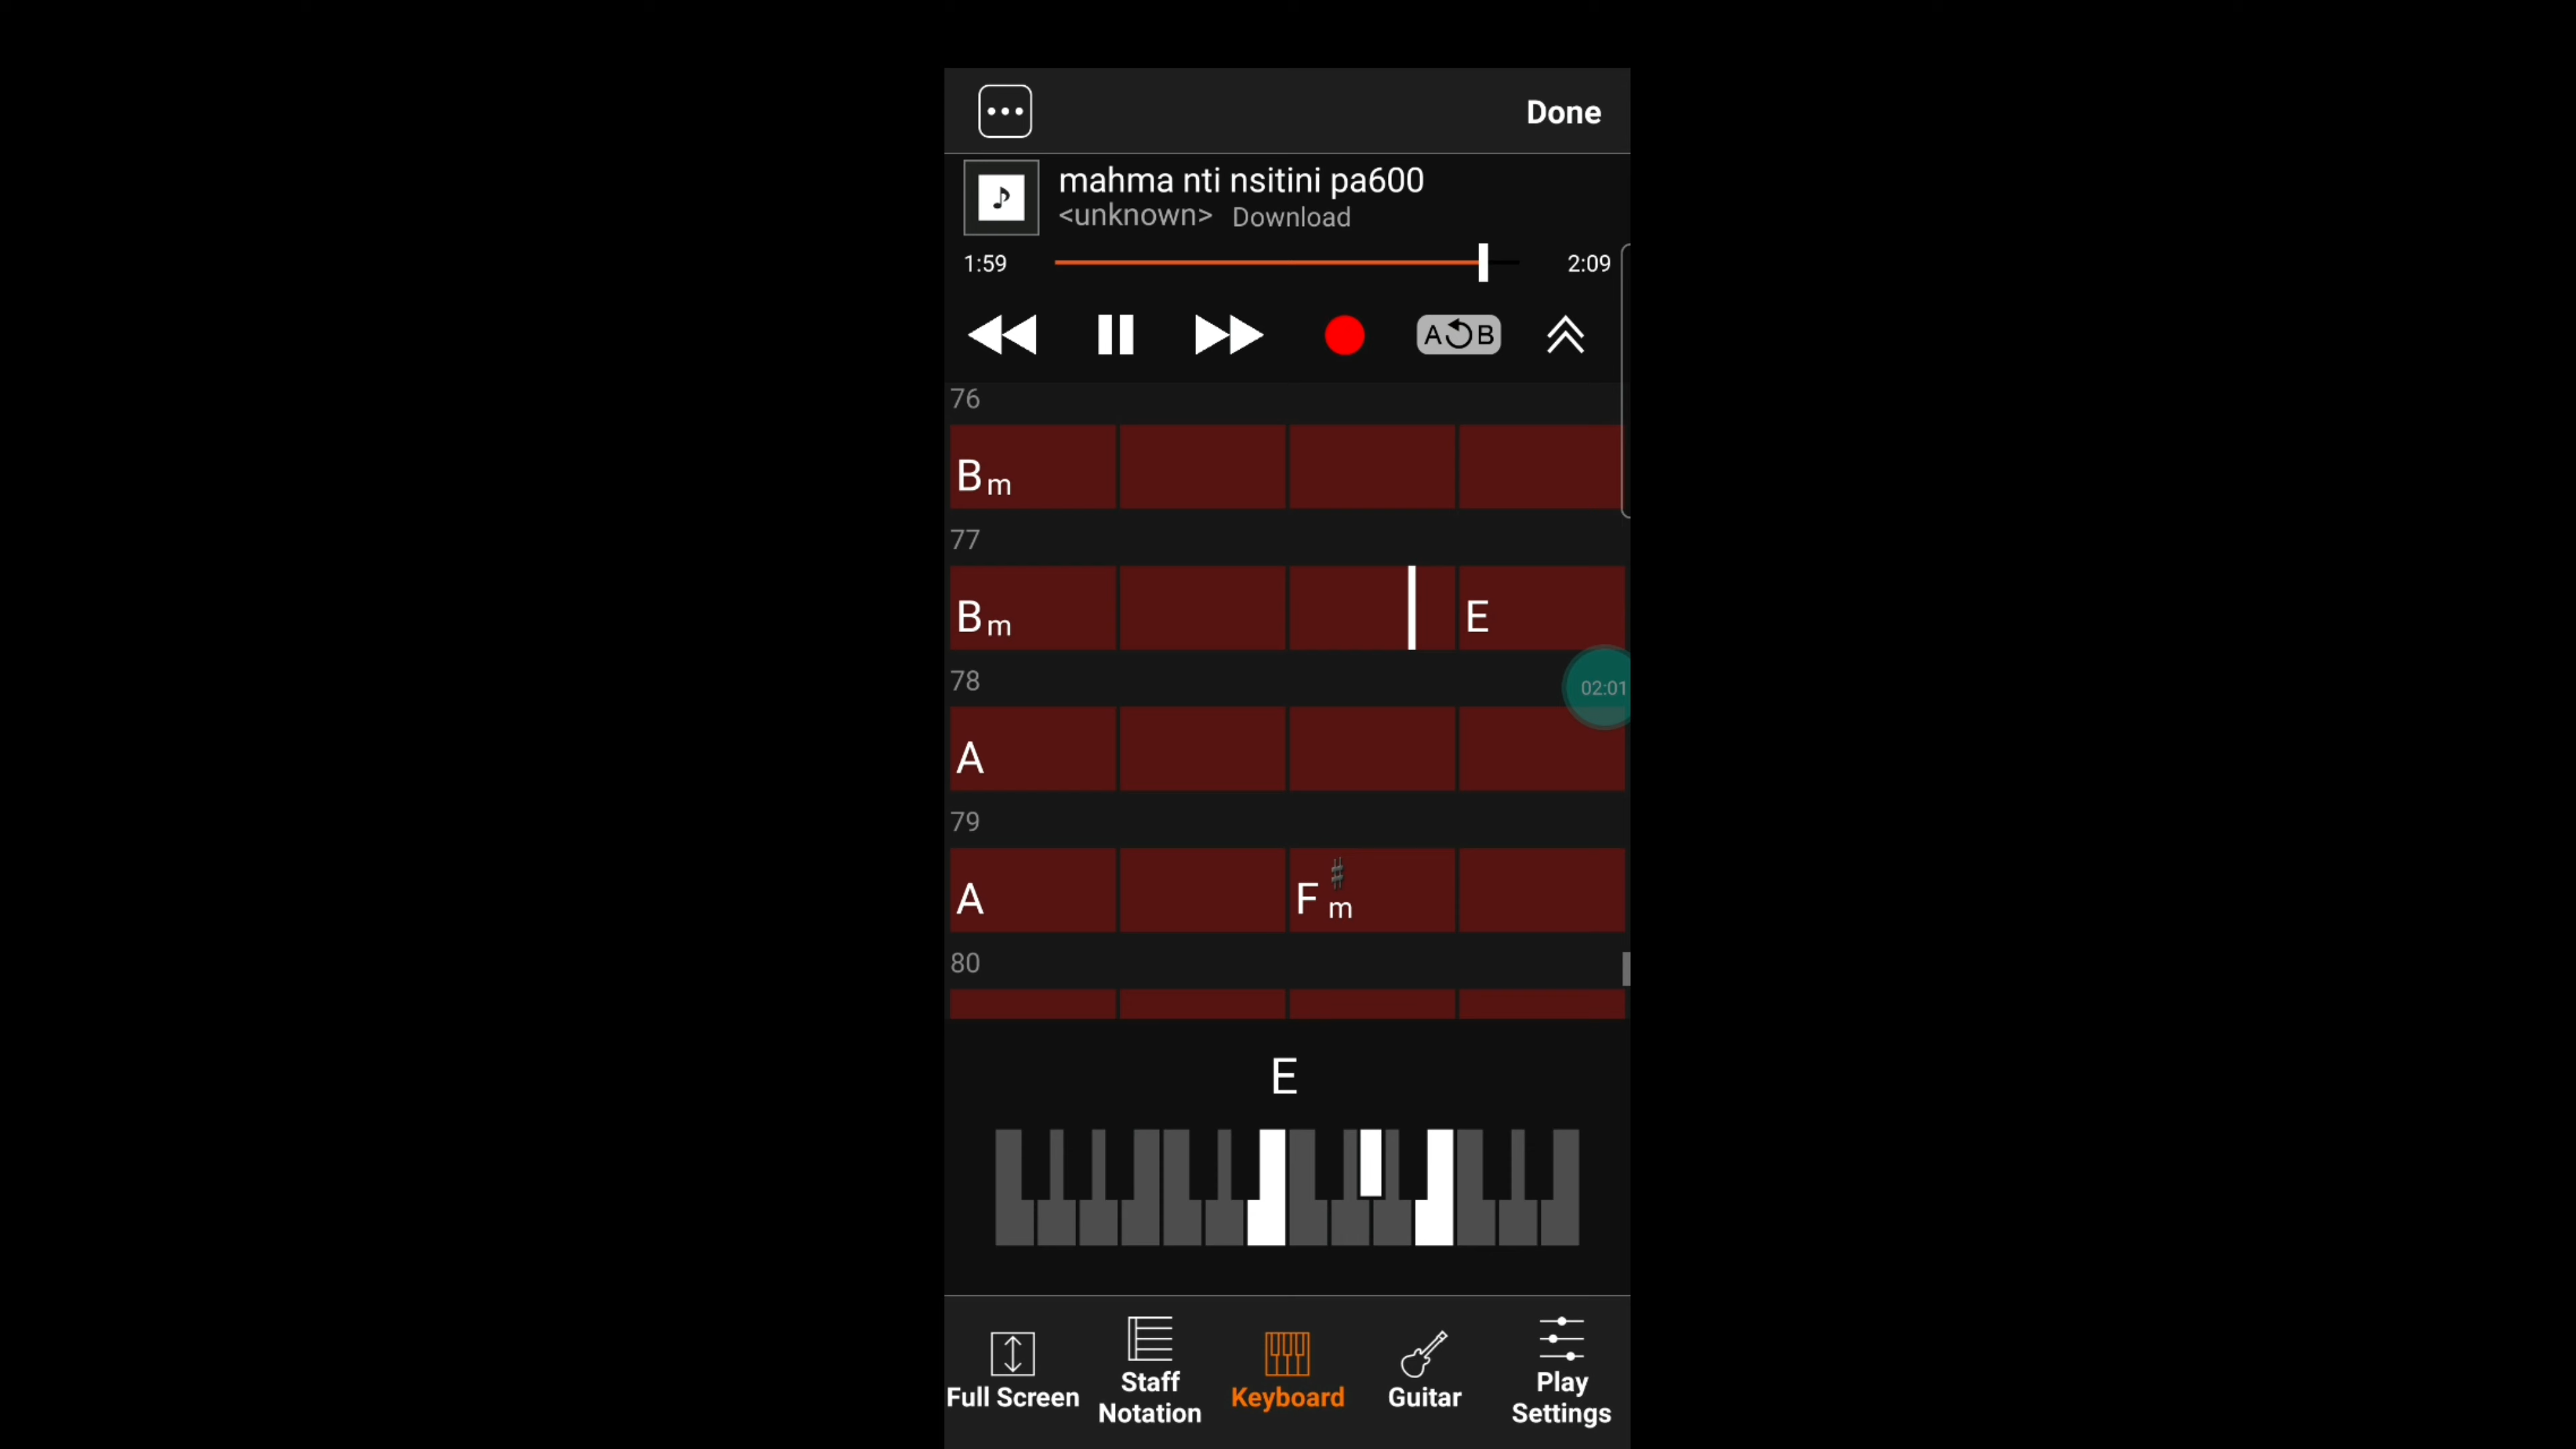 Done
mahma nti nsitini pa600
<unknown> Download
1:59 2:09
A B
76
Bm
77
Bm E
78
02:01
A
79
A F♯m
80
E
Full Screen
Staff Notation
Keyboard
Guitar
Play Settings